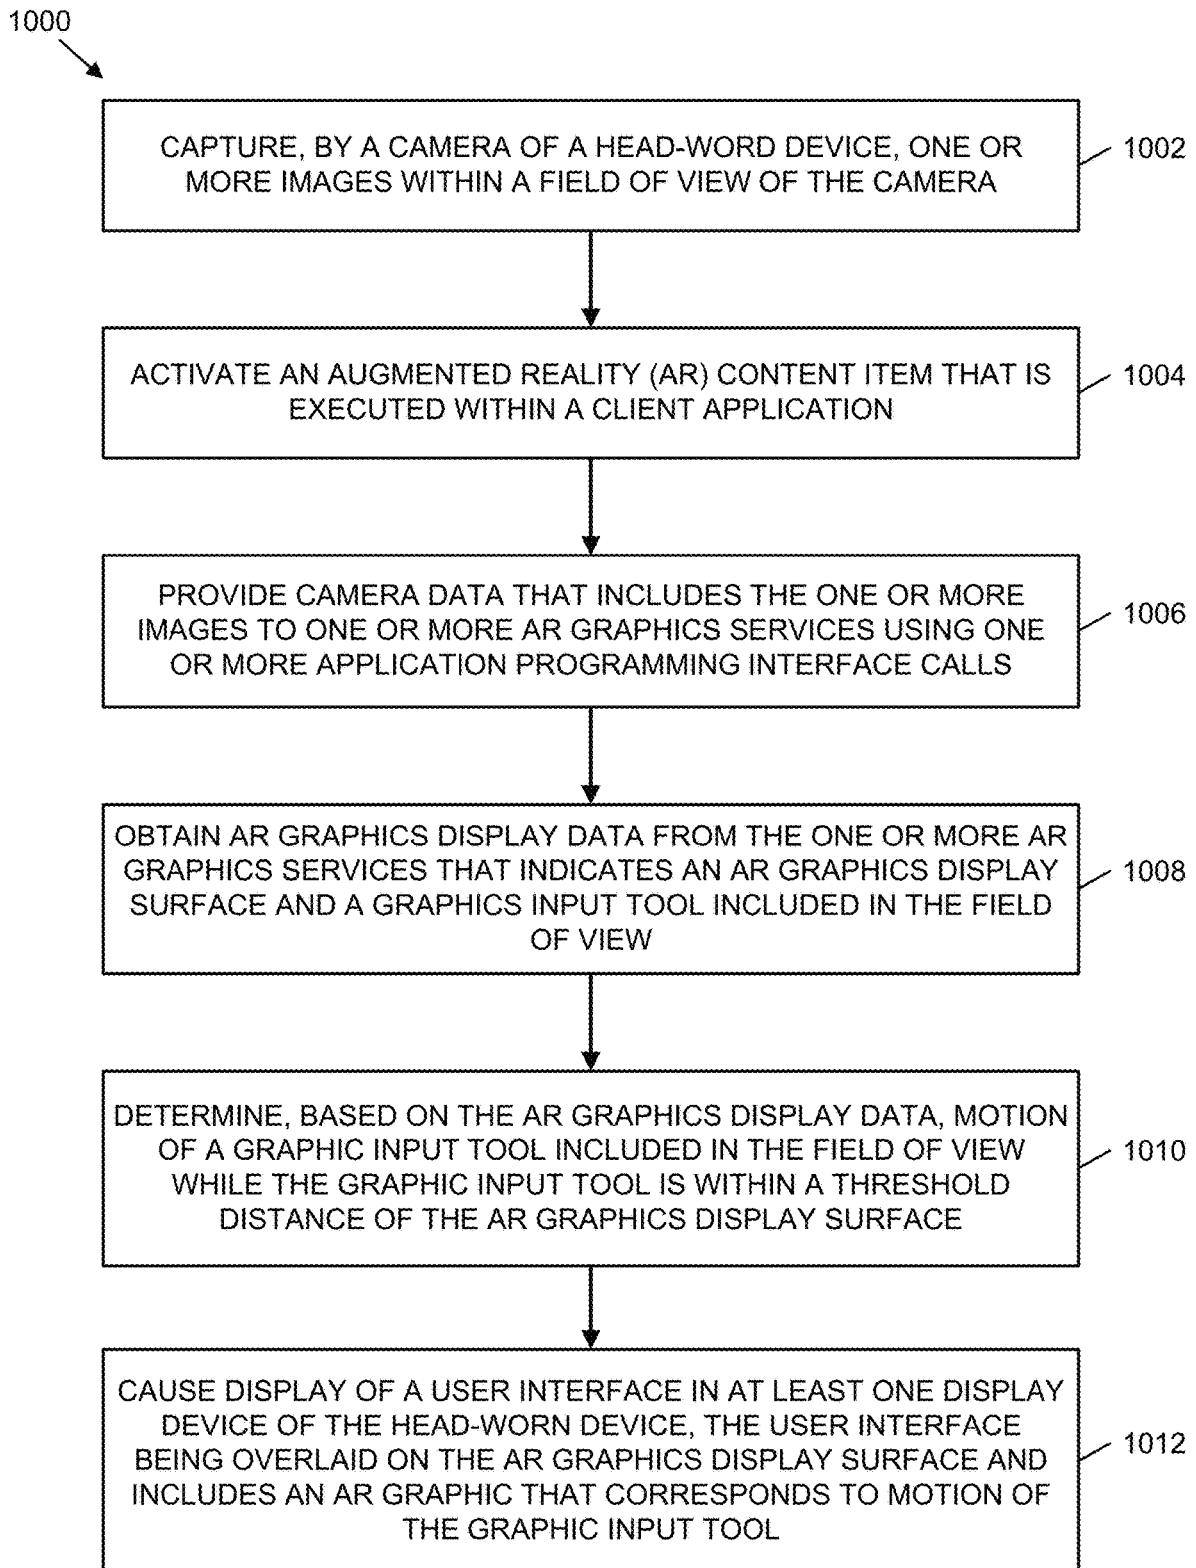 1000
CAPTURE, BY A CAMERA OF A HEAD-WORD DEVICE, ONE OR
MORE IMAGES WITHIN A FIELD OF VIEW OF THE CAMERA
1002
ACTIVATE AN AUGMENTED REALITY (AR) CONTENT ITEM THAT IS
EXECUTED WITHIN A CLIENT APPLICATION
1004
PROVIDE CAMERA DATA THAT INCLUDES THE ONE OR MORE
IMAGES TO ONE OR MORE AR GRAPHICS SERVICES USING ONE
OR MORE APPLICATION PROGRAMMING INTERFACE CALLS
1006
OBTAIN AR GRAPHICS DISPLAY DATA FROM THE ONE OR MORE AR
GRAPHICS SERVICES THAT INDICATES AN AR GRAPHICS DISPLAY
SURFACE AND A GRAPHICS INPUT TOOL INCLUDED IN THE FIELD
OF VIEW
1008
DETERMINE, BASED ON THE AR GRAPHICS DISPLAY DATA, MOTION
OF A GRAPHIC INPUT TOOL INCLUDED IN THE FIELD OF VIEW
WHILE THE GRAPHIC INPUT TOOL IS WITHIN A THRESHOLD
DISTANCE OF THE AR GRAPHICS DISPLAY SURFACE
1010
CAUSE DISPLAY OF A USER INTERFACE IN AT LEAST ONE DISPLAY
DEVICE OF THE HEAD-WORN DEVICE, THE USER INTERFACE
BEING OVERLAID ON THE AR GRAPHICS DISPLAY SURFACE AND
INCLUDES AN AR GRAPHIC THAT CORRESPONDS TO MOTION OF
THE GRAPHIC INPUT TOOL
1012